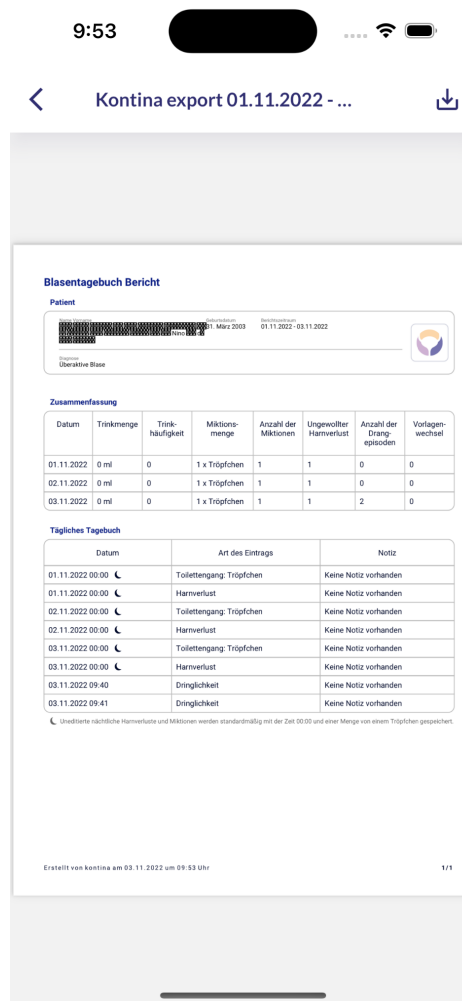 9:53
Kontina export 01.11.2022 - ...
Blasentagebuch Bericht
Patient
Name Vorname Geburtsdatum Berichtszeitraum
Nino 31. März 2003 01.11.2022 - 03.11.2022
Diagnose
Überaktive Blase
Zusammenfassung
Datum Trinkmenge Trink-häufigkeit Miktions-menge Anzahl der Miktionen Ungewollter Harnverlust Anzahl der Drang-episoden Vorlagen-wechsel
01.11.2022 0 ml 0 1 x Tröpfchen 1 1 0 0
02.11.2022 0 ml 0 1 x Tröpfchen 1 1 0 0
03.11.2022 0 ml 0 1 x Tröpfchen 1 1 2 0
Tägliches Tagebuch
Datum Art des Eintrags Notiz
01.11.2022 00:00 Toilettengang: Tröpfchen Keine Notiz vorhanden
01.11.2022 00:00 Harnverlust Keine Notiz vorhanden
02.11.2022 00:00 Toilettengang: Tröpfchen Keine Notiz vorhanden
02.11.2022 00:00 Harnverlust Keine Notiz vorhanden
03.11.2022 00:00 Toilettengang: Tröpfchen Keine Notiz vorhanden
03.11.2022 00:00 Harnverlust Keine Notiz vorhanden
03.11.2022 09:40 Dringlichkeit Keine Notiz vorhanden
03.11.2022 09:41 Dringlichkeit Keine Notiz vorhanden
Uneditierte nächtliche Harnverluste und Miktionen werden standardmäßig mit der Zeit 00:00 und einer Menge von einem Tröpfchen gespeichert.
Erstellt von kontina am 03.11.2022 um 09:53 Uhr 1/1